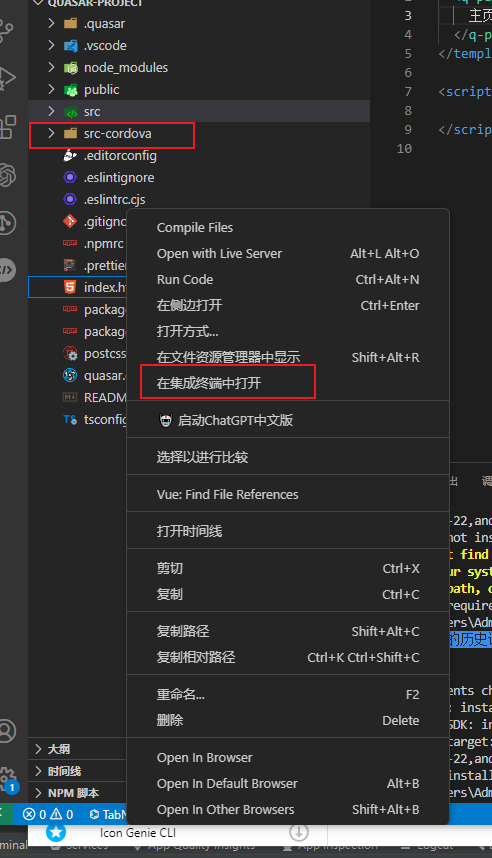 QUASAR-PROJECT
.quasar
.vscode
node_modules
public
src
src-cordova
.editorconfig
.eslintignore
.eslintrc.cjs
.gitignc
.npmrc
.prettier
index.h
package
package
postcss
quasar.
README
tsconfig
2
3 主页
4 </q-p
5 </templ
6
7 <script
8
9 </scrip
10
Compile Files
Open with Live Server Alt+L Alt+O
Run Code Ctrl+Alt+N
在侧边打开 Ctrl+Enter
打开方式...
在文件资源管理器中显示 Shift+Alt+R
在集成终端中打开
启动ChatGPT中文版
选择以进行比较
Vue: Find File References
打开时间线
剪切 Ctrl+X
复制 Ctrl+C
复制路径 Shift+Alt+C
复制相对路径 Ctrl+K Ctrl+Shift+C
重命名... F2
删除 Delete
Open In Browser
Open In Default Browser Alt+B
Open In Other Browsers Shift+Alt+B
出 调
-22,and
not ins
t find
ur syst
path, o
require
ers\Adm
的历史记
ents ch
: insta
SDK: in
target:
-22,and
install
ers\Adm
大纲
时间线
NPM 脚本
1
0 0 TabN
Icon Genie CLI